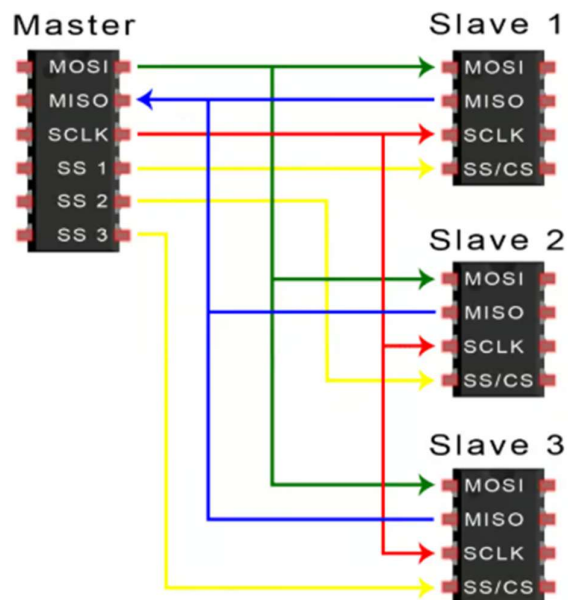 Master
MOSI
MISO
SCLK
SS 1
SS 2
SS 3
Slave 1
MOSI
MISO
SCLK
SS/CS
Slave 2
MOSI
MISO
SCLK
SS/CS
Slave 3
MOSI
MISO
SCLK
SS/CS